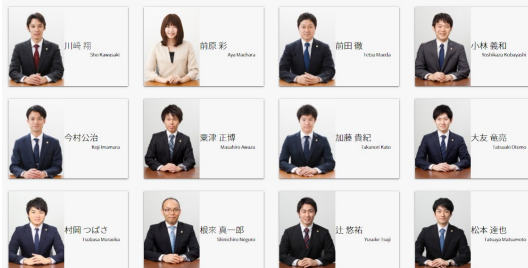 川崎 翔
Sho Kawasaki
前原 彩
Aya Maehara
前田 徹
Tetsu Maeda
小林 義和
Yoshikazu Kobayashi
今村公治
Koji Imamura
粟津 正博
Masahiro Awazu
加藤 貴紀
Takanori Kato
大友 竜亮
Tatsuaki Otomo
村岡 つばさ
Tsubasa Muraoka
根來 真一郎
Shinichiro Negoro
辻 悠祐
Yusuke Tsuji
松本 達也
Tatsuya Matsumoto